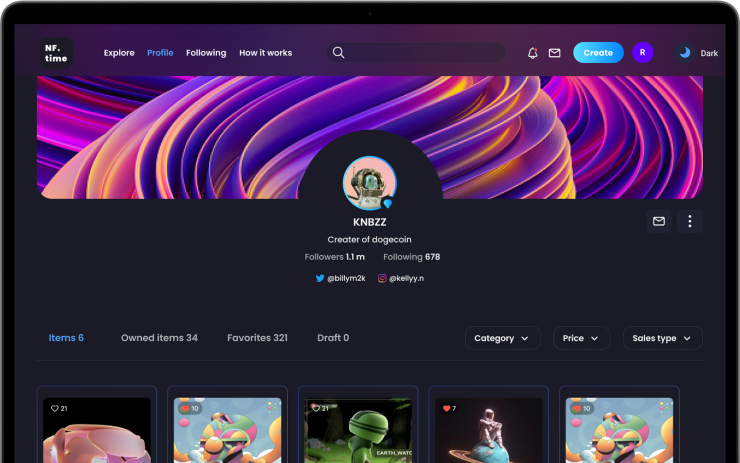 NF.
time
Explore Profile Following How it works Create R Dark
KNBZZ
Creater of dogecoin
Followers 1.1 m Following 678
@billym2k @kellyy.n
Items 6 Owned items 34 Favorites 321 Draft 0 Category Price Sales type
21 10 21 7 10
EARTH_WATC